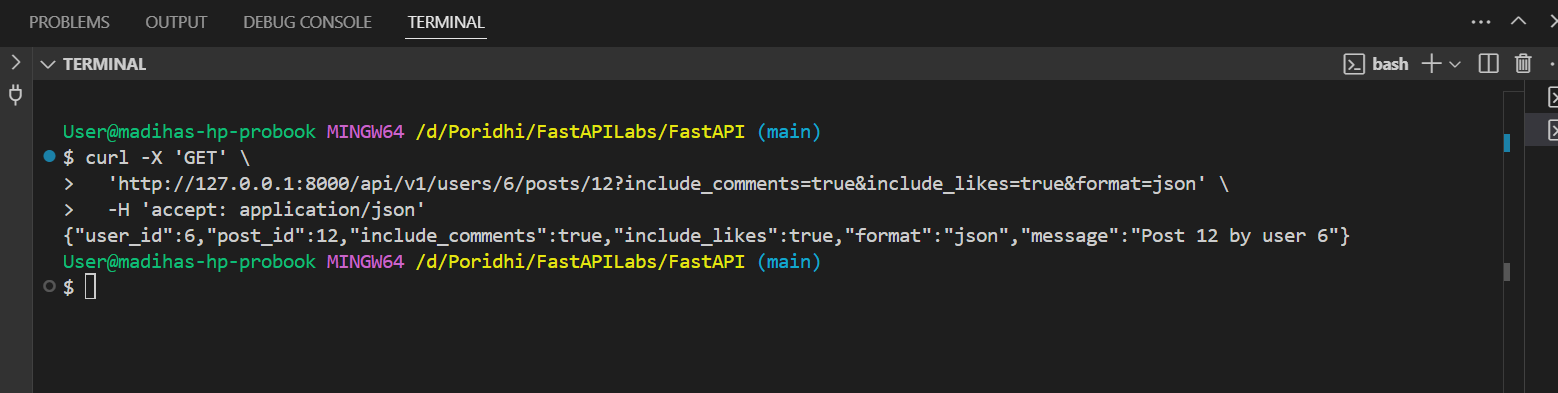 PROBLEMS OUTPUT DEBUG CONSOLE TERMINAL
TERMINAL bash
User@madihas-hp-probook MINGW64 /d/Poridhi/FastAPILabs/FastAPI (main)
$ curl -X 'GET' \
>   'http://127.0.0.1:8000/api/v1/users/6/posts/12?include_comments=true&include_likes=true&format=json' \
>   -H 'accept: application/json'
{"user_id":6,"post_id":12,"include_comments":true,"include_likes":true,"format":"json","message":"Post 12 by user 6"}
User@madihas-hp-probook MINGW64 /d/Poridhi/FastAPILabs/FastAPI (main)
$